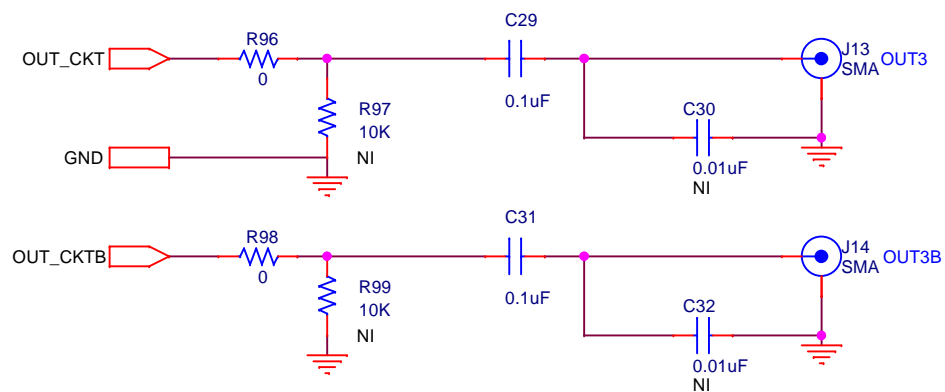 C29
R96
OUT_CKT
0
J13 OUT3
SMA
0.1uF
R97
10K
NI
C30
0.01uF
NI
GND
C31
R98
OUT_CKTB
0
J14
SMA OUT3B
R99
10K
NI
0.1uF
C32
0.01uF
NI